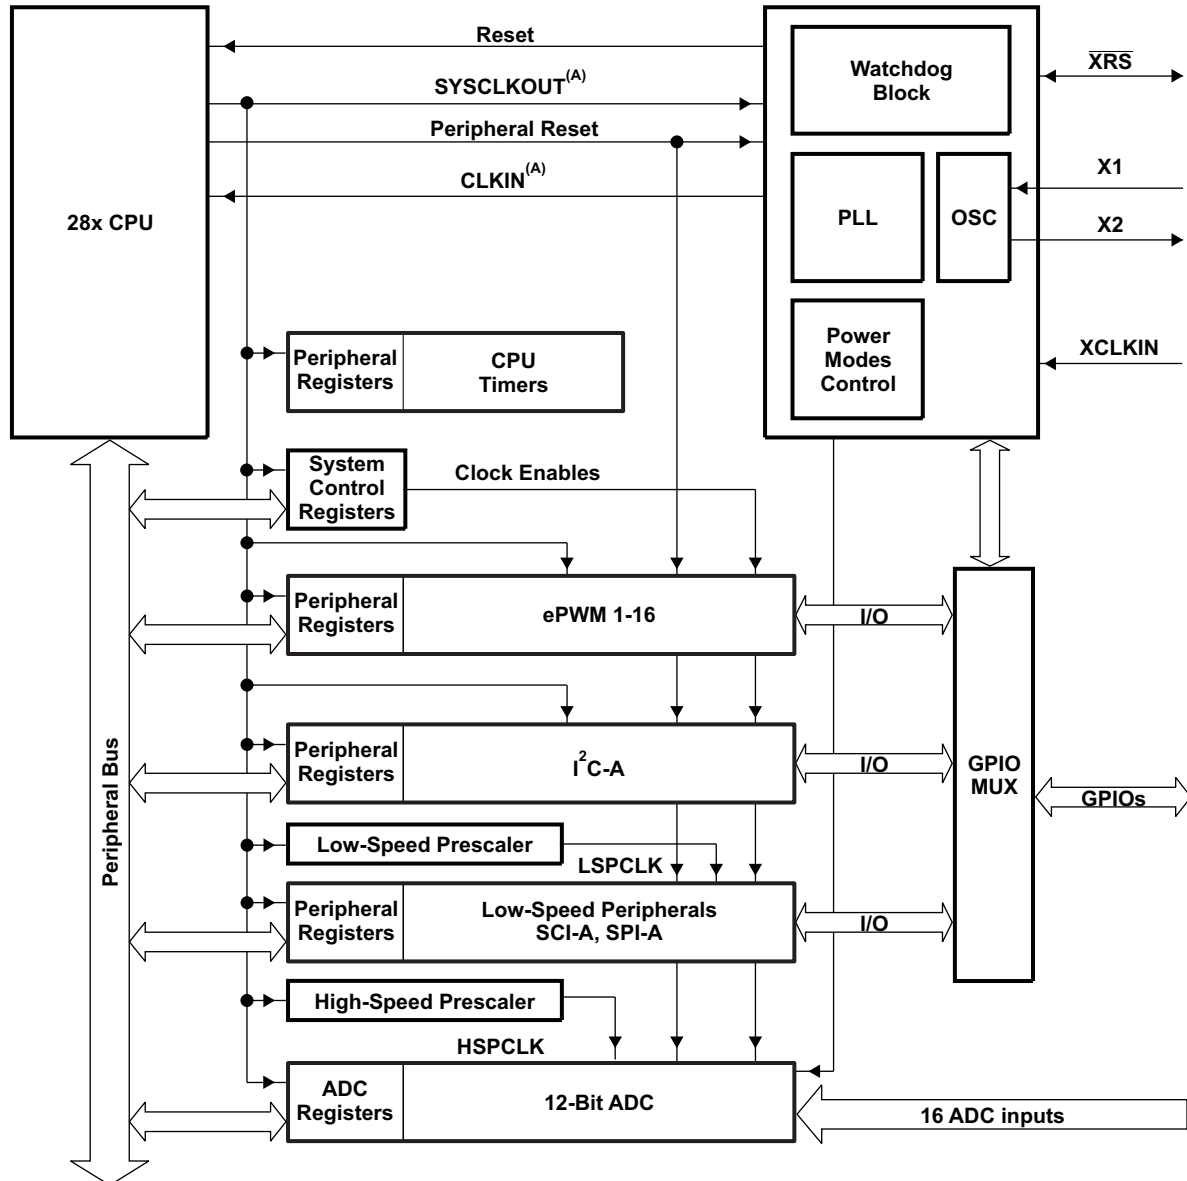 Reset
SYSCLKOUT(A)
Peripheral Reset
CLKIN(A)
28x CPU
Watchdog
Block
PLL
OSC
Power
Modes
Control
XRS
X1
X2
XCLKIN
Peripheral
Registers
CPU
Timers
System
Control
Registers
Clock Enables
Peripheral
Registers
ePWM 1-16
I/O
Peripheral
Registers
I2C-A
I/O
GPIO
MUX
GPIOs
Peripheral Bus
Low-Speed Prescaler
LSPCLK
Peripheral
Registers
Low-Speed Peripherals
SCI-A, SPI-A
I/O
High-Speed Prescaler
HSPCLK
ADC
Registers
12-Bit ADC
16 ADC inputs